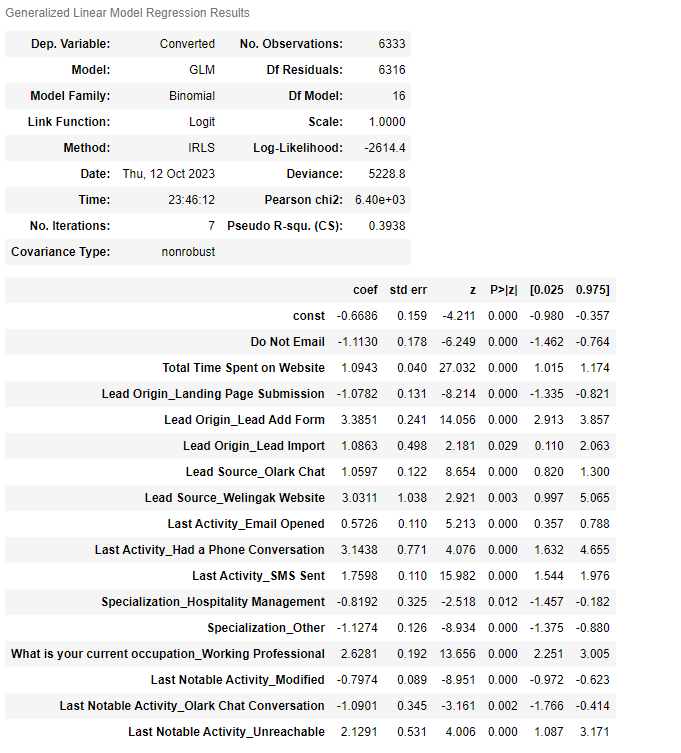 Generalized Linear Model Regression Results
Dep. Variable: Converted No. Observations: 6333
Model: GLM Df Residuals: 6316
Model Family: Binomial Df Model: 16
Link Function: Logit Scale: 1.0000
Method: IRLS Log-Likelihood: -2614.4
Date: Thu, 12 Oct 2023 Deviance: 5228.8
Time: 23:46:12 Pearson chi2: 6.40e+03
No. Iterations: 7 Pseudo R-squ. (CS): 0.3938
Covariance Type: nonrobust
coef std err z P>|z| [0.025 0.975]
const -0.6686 0.159 -4.211 0.000 -0.980 -0.357
Do Not Email -1.1130 0.178 -6.249 0.000 -1.462 -0.764
Total Time Spent on Website 1.0943 0.040 27.032 0.000 1.015 1.174
Lead Origin_Landing Page Submission -1.0782 0.131 -8.214 0.000 -1.335 -0.821
Lead Origin_Lead Add Form 3.3851 0.241 14.056 0.000 2.913 3.857
Lead Origin_Lead Import 1.0863 0.498 2.181 0.029 0.110 2.063
Lead Source_Olark Chat 1.0597 0.122 8.654 0.000 0.820 1.300
Lead Source_Welingak Website 3.0311 1.038 2.921 0.003 0.997 5.065
Last Activity_Email Opened 0.5726 0.110 5.213 0.000 0.357 0.788
Last Activity_Had a Phone Conversation 3.1438 0.771 4.076 0.000 1.632 4.655
Last Activity_SMS Sent 1.7598 0.110 15.982 0.000 1.544 1.976
Specialization_Hospitality Management -0.8192 0.325 -2.518 0.012 -1.457 -0.182
Specialization_Other -1.1274 0.126 -8.934 0.000 -1.375 -0.880
What is your current occupation_Working Professional 2.6281 0.192 13.656 0.000 2.251 3.005
Last Notable Activity_Modified -0.7974 0.089 -8.951 0.000 -0.972 -0.623
Last Notable Activity_Olark Chat Conversation -1.0901 0.345 -3.161 0.002 -1.766 -0.414
Last Notable Activity_Unreachable 2.1291 0.531 4.006 0.000 1.087 3.171